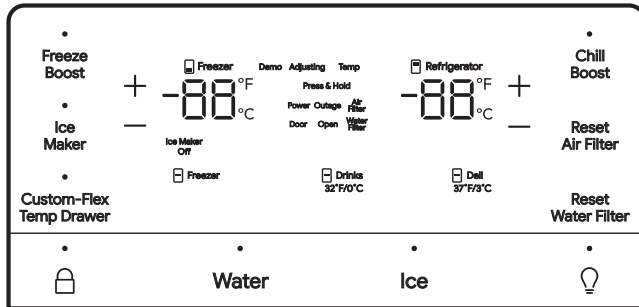 Freeze
Boost
Ice
Maker
Custom-Flex
Temp Drawer
+
−
Freezer
-88 °F
°C
Ice Maker
Off
Demo Adjusting Temp
Press & Hold
Power Outage Air
Filter
Door Open Water
Filter
Refrigerator
-88 °F
°C
+
−
Freezer
Drinks
32°F/0°C
Deli
37°F/3°C
Chill
Boost
Reset
Air Filter
Reset
Water Filter
Water
Ice